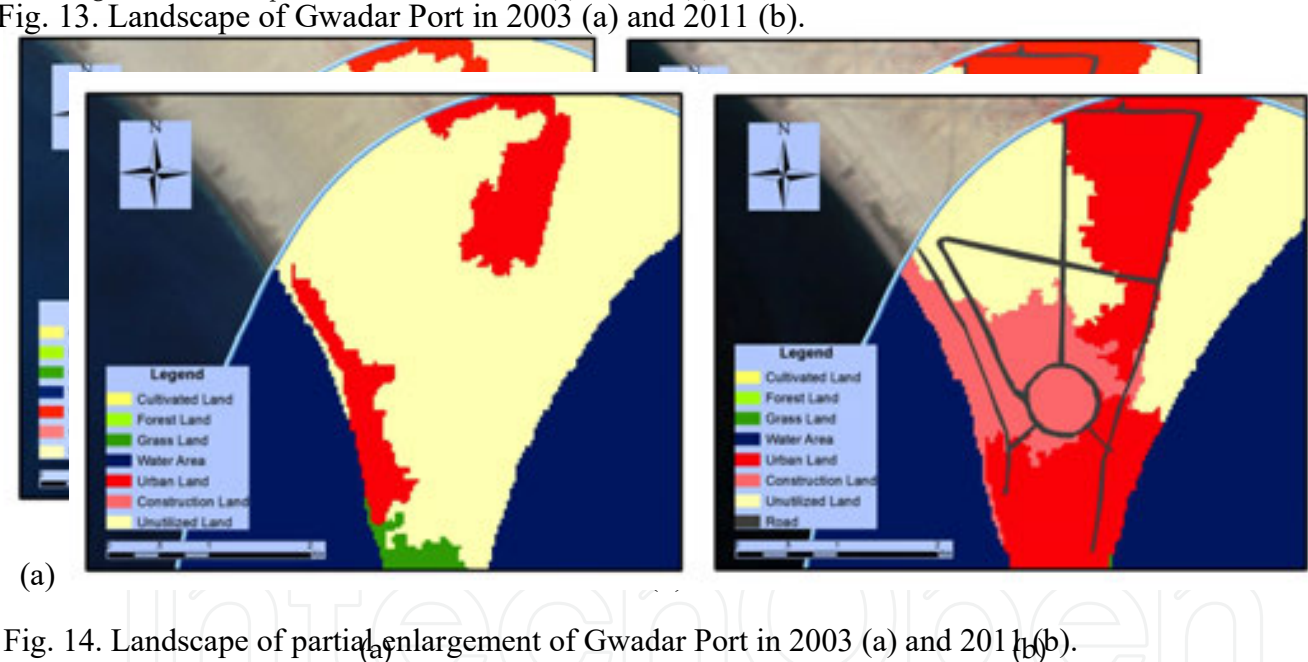 Fig. 13. Landscape of Gwadar Port in 2003 (a) and 2011 (b).
N
Legend
Cultivated Land
Forest Land
Grass Land
Water Area
Urban Land
Construction Land
Unutilized Land
N
Legend
Cultivated Land
Forest Land
Grass Land
Water Area
Urban Land
Construction Land
Unutilized Land
Road
(a)
Fig. 14. Landscape of partial enlargement of Gwadar Port in 2003 (a) and 2011 (b).
(a)
(b)